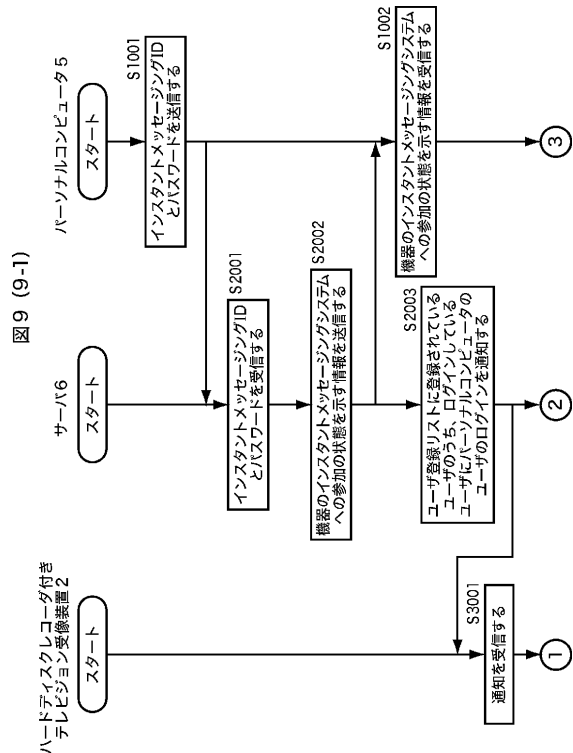 図9 (9-1)
ハードディスクレコーダ付き
テレビジョン受像装置2
スタート
S3001
通知を受信する
1
サーバ6
スタート
S2001
インスタントメッセージングID
とパスワードを受信する
S2002
機器のインスタントメッセージングシステム
への参加の状態を示す情報を送信する
S2003
ユーザ登録リストに登録されている
ユーザのうち、ログインしている
ユーザにパーソナルコンピュータの
ユーザのログインを通知する
2
パーソナルコンピュータ5
スタート
S1001
インスタントメッセージングID
とパスワードを送信する
S1002
機器のインスタントメッセージングシステム
への参加の状態を示す情報を受信する
3